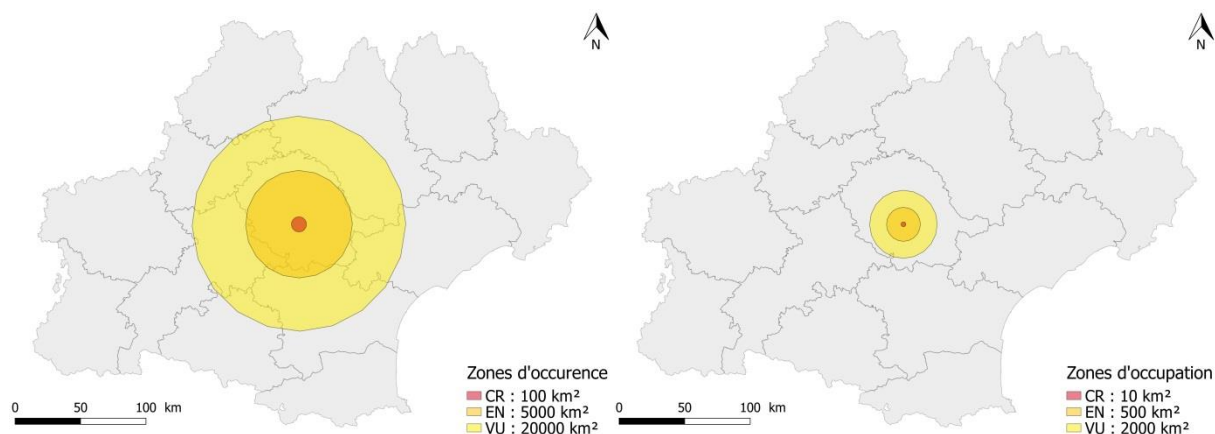 N
Zones d'occurence
CR : 100 km²
EN : 5000 km²
VU : 20000 km²
0 50 100 km
N
Zones d'occupation
CR : 10 km²
EN : 500 km²
VU : 2000 km²
0 50 100 km